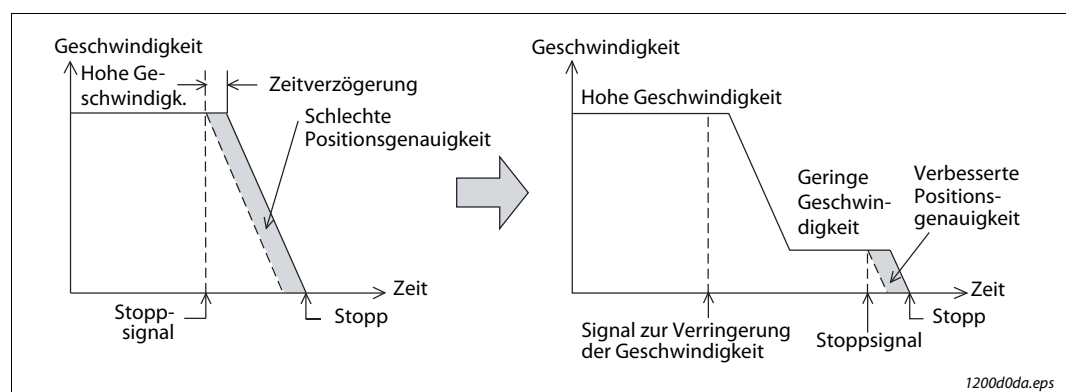 Geschwindigkeit
Hohe Ge-
schwindigk.
Zeitverzögerung
Schlechte
Positionsgenauigkeit
Zeit
Stopp-
signal
Stopp
Geschwindigkeit
Hohe Geschwindigkeit
Geringe
Geschwin-
digkeit
Verbesserte
Positions-
genauigkeit
Zeit
Signal zur Verringerung
der Geschwindigkeit
Stoppsignal
Stopp
1200d0da.eps